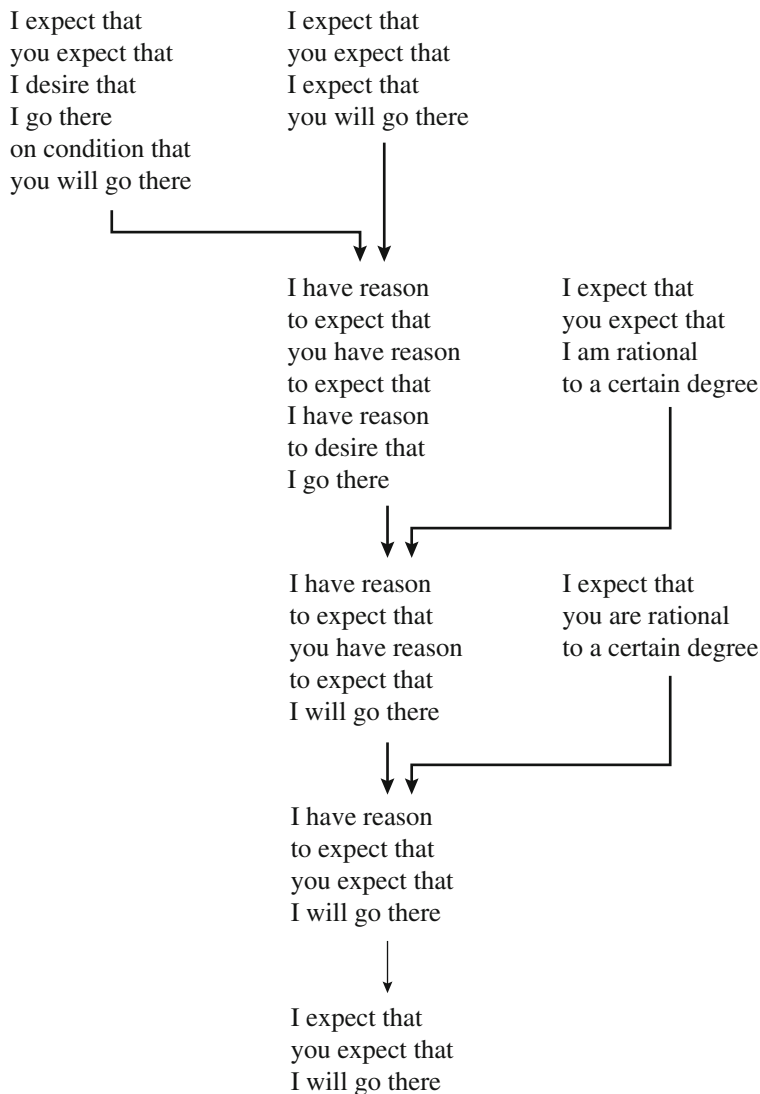 I expect that
you expect that
I desire that
I go there
on condition that
you will go there
I expect that
you expect that
I expect that
you will go there
I have reason
to expect that
you have reason
to expect that
I have reason
to desire that
I go there
I expect that
you expect that
I am rational
to a certain degree
I have reason
to expect that
you have reason
to expect that
I will go there
I expect that
you are rational
to a certain degree
I have reason
to expect that
you expect that
I will go there
I expect that
you expect that
I will go there